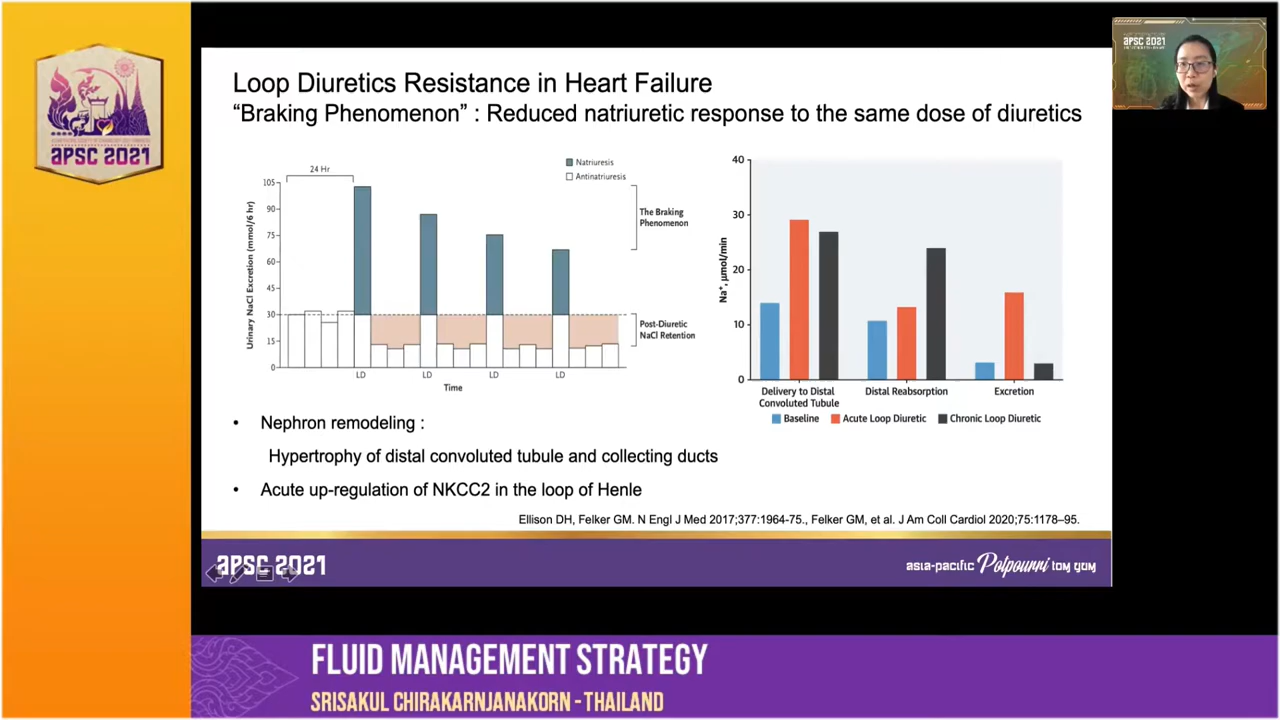 APSC 2021
APSC 2021
Loop Diuretics Resistance in Heart Failure
“Braking Phenomenon” : Reduced natriuretic response to the same dose of diuretics
24 Hr
Natriuresis
Antinatriuresis
Urinary NaCl Excretion (mmol/6 hr)
105
90
75
60
45
30
15
0
The Braking
Phenomenon
Post-Diuretic
NaCl Retention
LD LD LD LD
Time
Na⁺, μmol/min
40
30
20
10
0
Delivery to Distal
Convoluted Tubule
Distal Reabsorption
Excretion
Baseline Acute Loop Diuretic Chronic Loop Diuretic
• Nephron remodeling :
Hypertrophy of distal convoluted tubule and collecting ducts
• Acute up-regulation of NKCC2 in the loop of Henle
Ellison DH, Felker GM. N Engl J Med 2017;377:1964-75., Felker GM, et al. J Am Coll Cardiol 2020;75:1178–95.
APSC 2021
asia-pacific Potpourri tom yum
FLUID MANAGEMENT STRATEGY
SRISAKUL CHIRAKARNJANAKORN - THAILAND